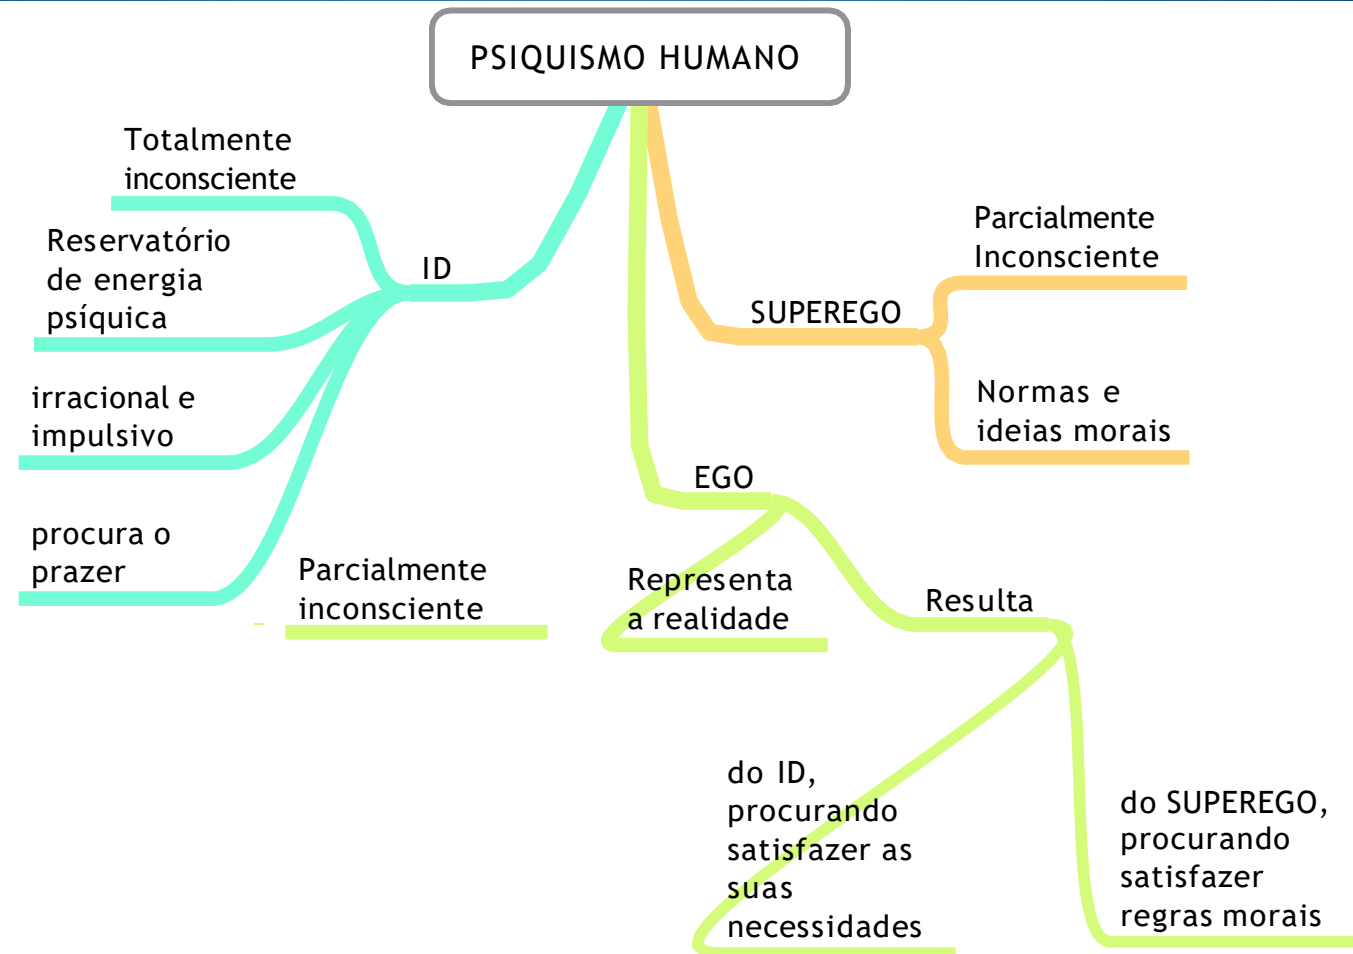 PSIQUISMO HUMANO
Totalmente
inconsciente
Reservatório
de energia
psíquica
ID
irracional e
impulsivo
procura o
prazer
SUPEREGO
Parcialmente
Inconsciente
Normas e
ideias morais
EGO
Parcialmente
inconsciente
Representa
a realidade
Resulta
do ID,
procurando
satisfazer as
suas
necessidades
do SUPEREGO,
procurando
satisfazer
regras morais